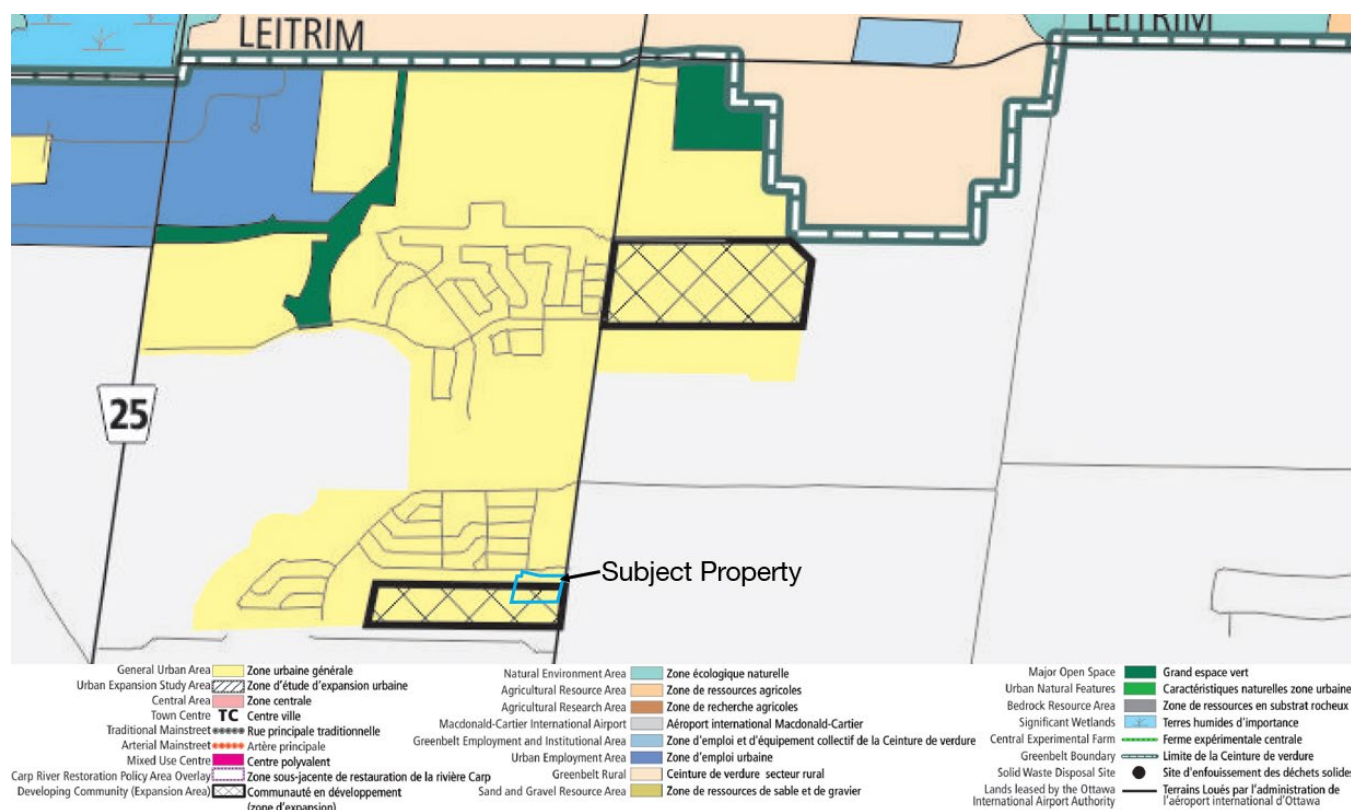 LEITRIM
LEITRIM
25
Subject Property
General Urban Area Zone urbaine générale
Urban Expansion Study Area Zone d'étude d'expansion urbaine
Central Area Zone centrale
Town Centre TC Centre ville
Traditional Mainstreet Rue principale traditionnelle
Arterial Mainstreet Artère principale
Mixed Use Centre Centre polyvalent
Carp River Restoration Policy Area Overlay Zone sous-jacente de restauration de la rivière Carp
Developing Community (Expansion Area) Communauté en développement
(zone d'expansion)
Natural Environment Area Zone écologique naturelle
Agricultural Resource Area Zone de ressources agricoles
Agricultural Research Area Zone de recherche agricoles
Macdonald-Cartier International Airport Aéroport international Macdonald-Cartier
Greenbelt Employment and Institutional Area Zone d'emploi et d'équipement collectif de la Ceinture de verdure
Urban Employment Area Zone d'emploi urbaine
Greenbelt Rural Ceinture de verdure secteur rural
Sand and Gravel Resource Area Zone de ressources de sable et de gravier
Major Open Space Grand espace vert
Urban Natural Features Caractéristiques naturelles zone urbaine
Bedrock Resource Area Zone de ressources en substrat rocheux
Significant Wetlands Terres humides d'importance
Central Experimental Farm Ferme expérimentale centrale
Greenbelt Boundary Limite de la Ceinture de verdure
Solid Waste Disposal Site Site d'enfouissement des déchets solides
Lands leased by the Ottawa Terrains Loués par l'administration de
International Airport Authority l'aéroport international d'Ottawa